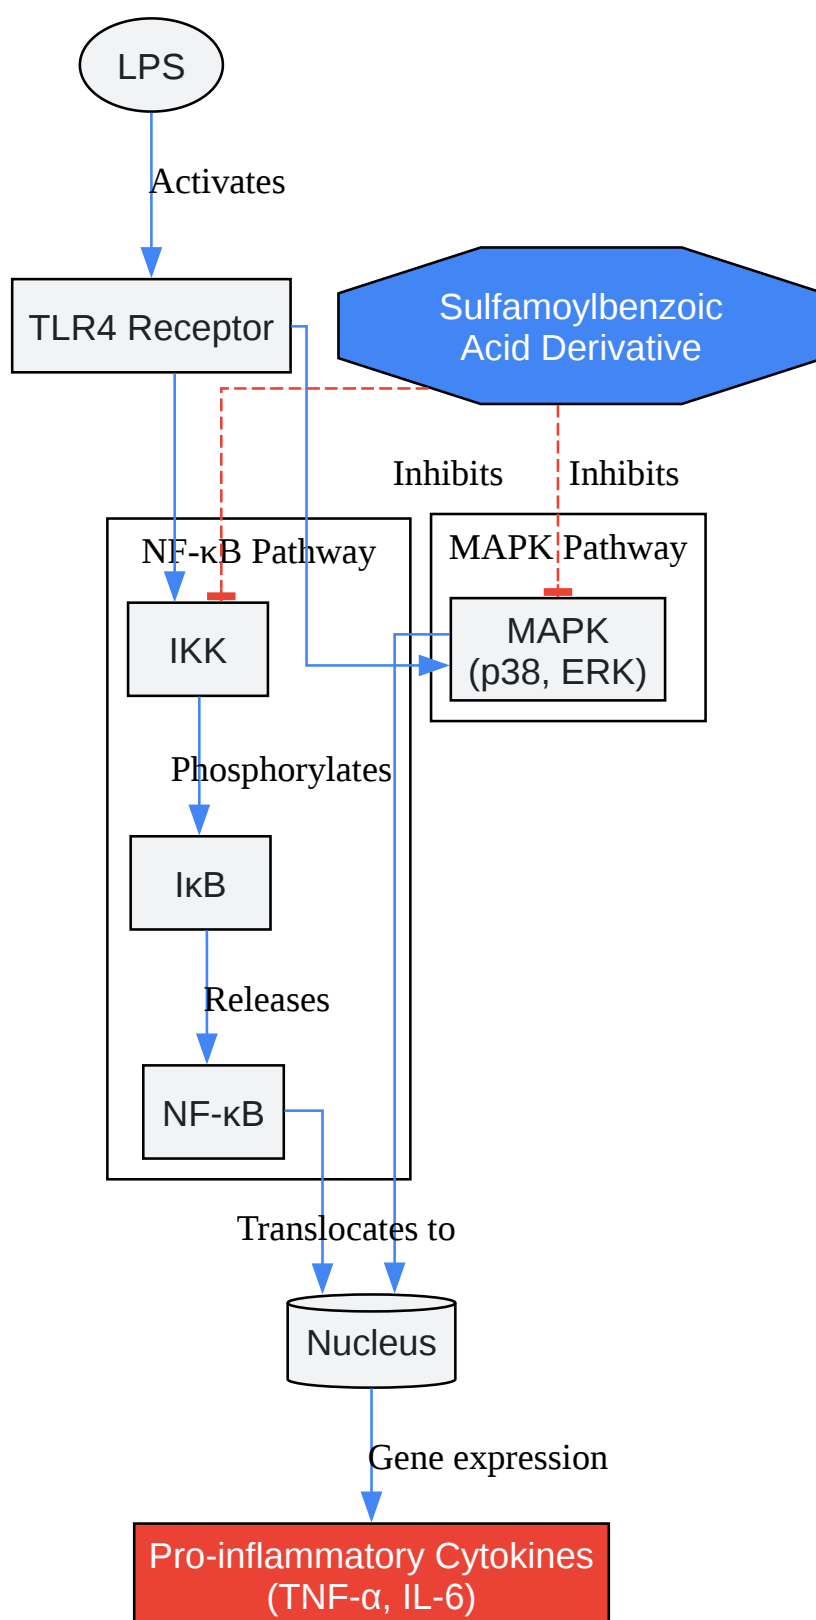 LPS
Activates
TLR4 Receptor
Sulfamoylbenzoic
Acid Derivative
Inhibits
Inhibits
NF-κB Pathway
MAPK Pathway
IKK
MAPK
(p38, ERK)
Phosphorylates
IκB
Releases
NF-κB
Translocates to
Nucleus
Gene expression
Pro-inflammatory Cytokines
(TNF-α, IL-6)